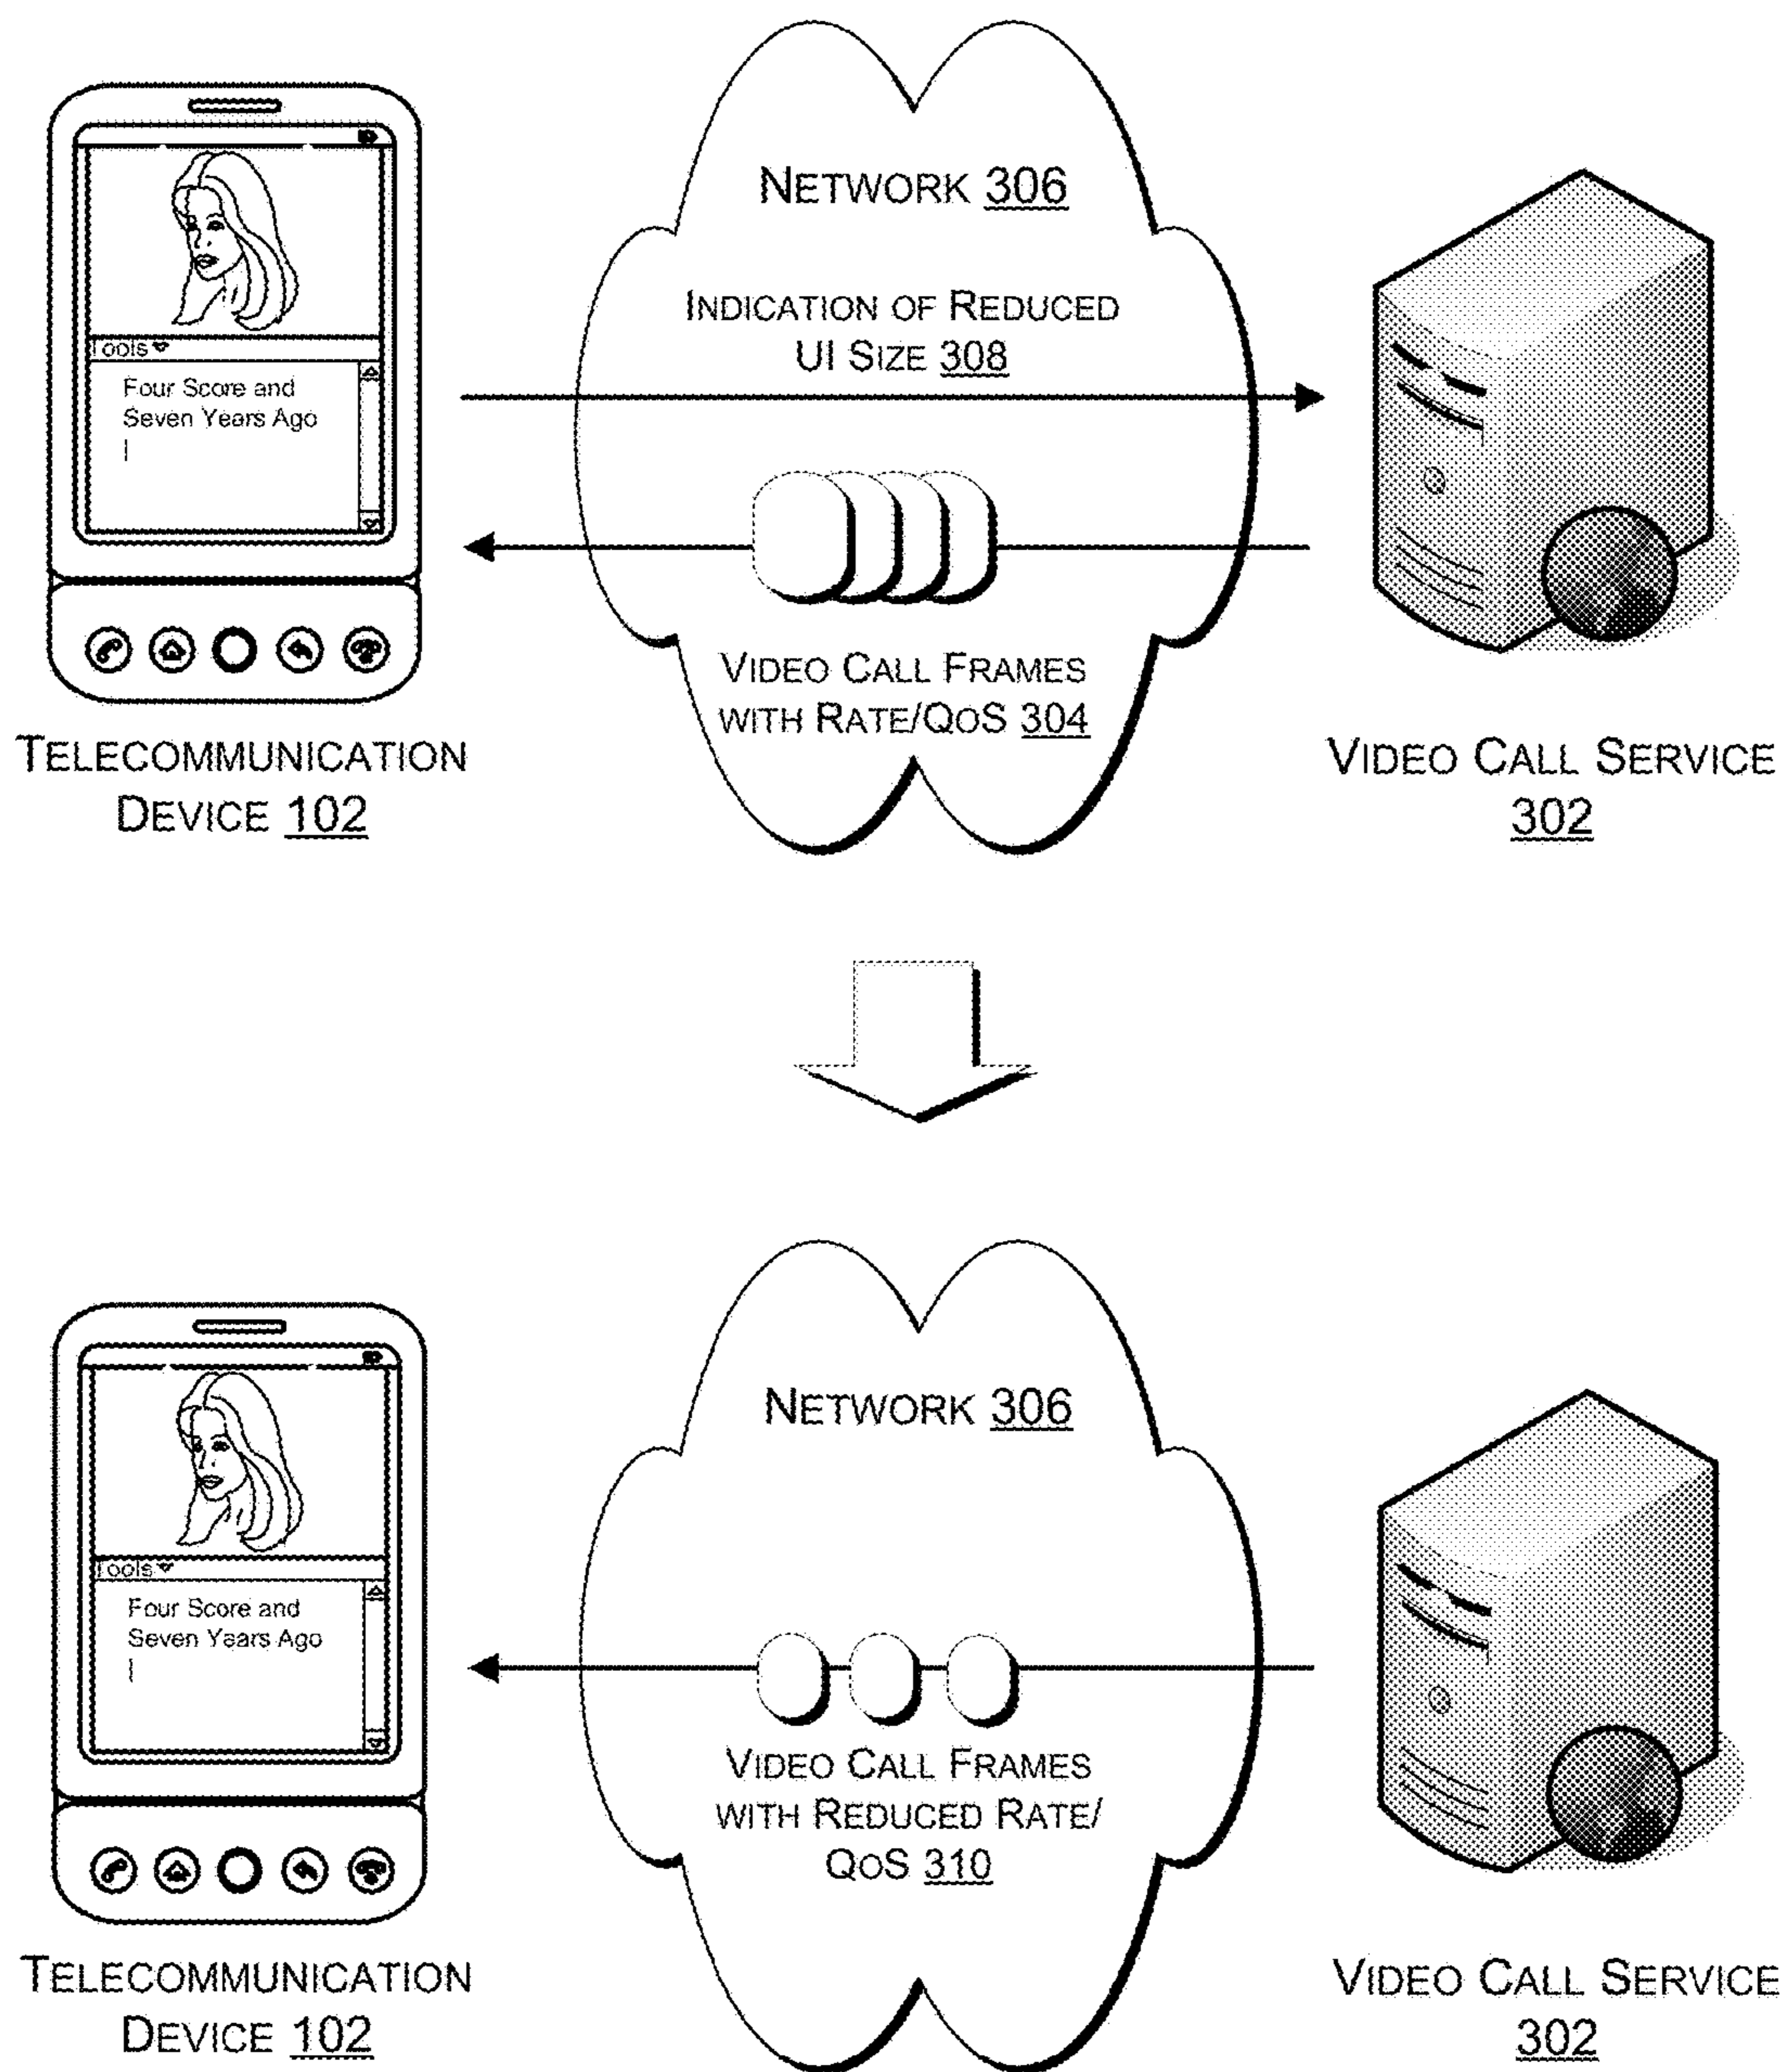 NETWORK 306
INDICATION OF REDUCED
UI SIZE 308
Tools
Four Score and
Seven Years Ago
VIDEO CALL FRAMES
WITH RATE/QOS 304
TELECOMMUNICATION
DEVICE 102
VIDEO CALL SERVICE
302
NETWORK 306
Tools
Four Score and
Seven Years Ago
VIDEO CALL FRAMES
WITH REDUCED RATE/
QOS 310
TELECOMMUNICATION
DEVICE 102
VIDEO CALL SERVICE
302